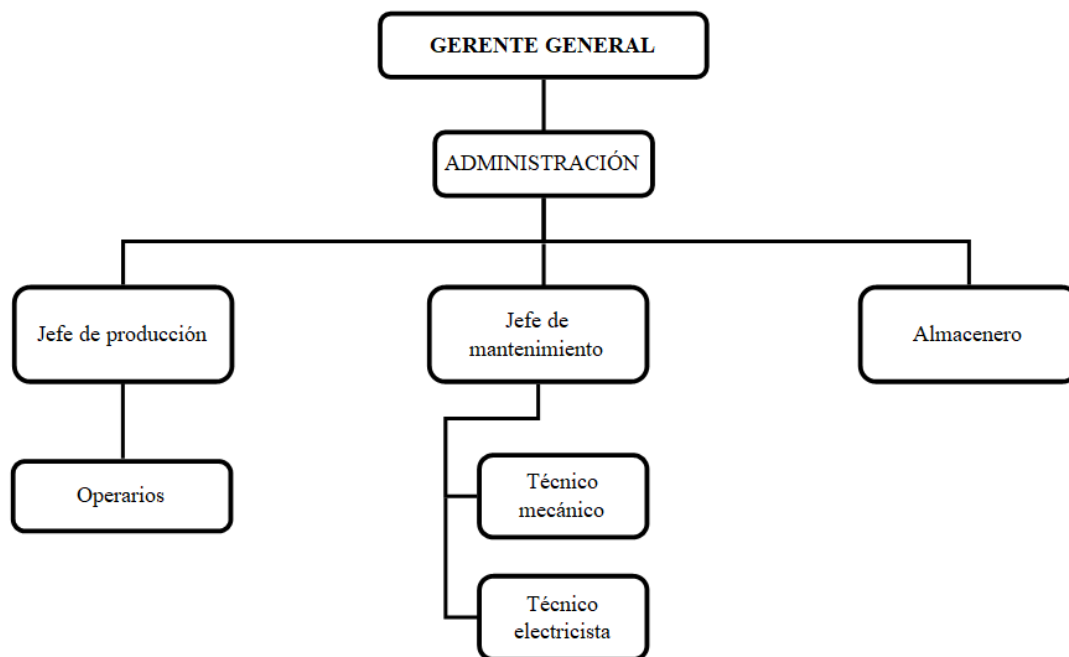 GERENTE GENERAL
ADMINISTRACIÓN
Jefe de producción
Jefe de
mantenimiento
Almacenero
Operarios
Técnico
mecánico
Técnico
electricista